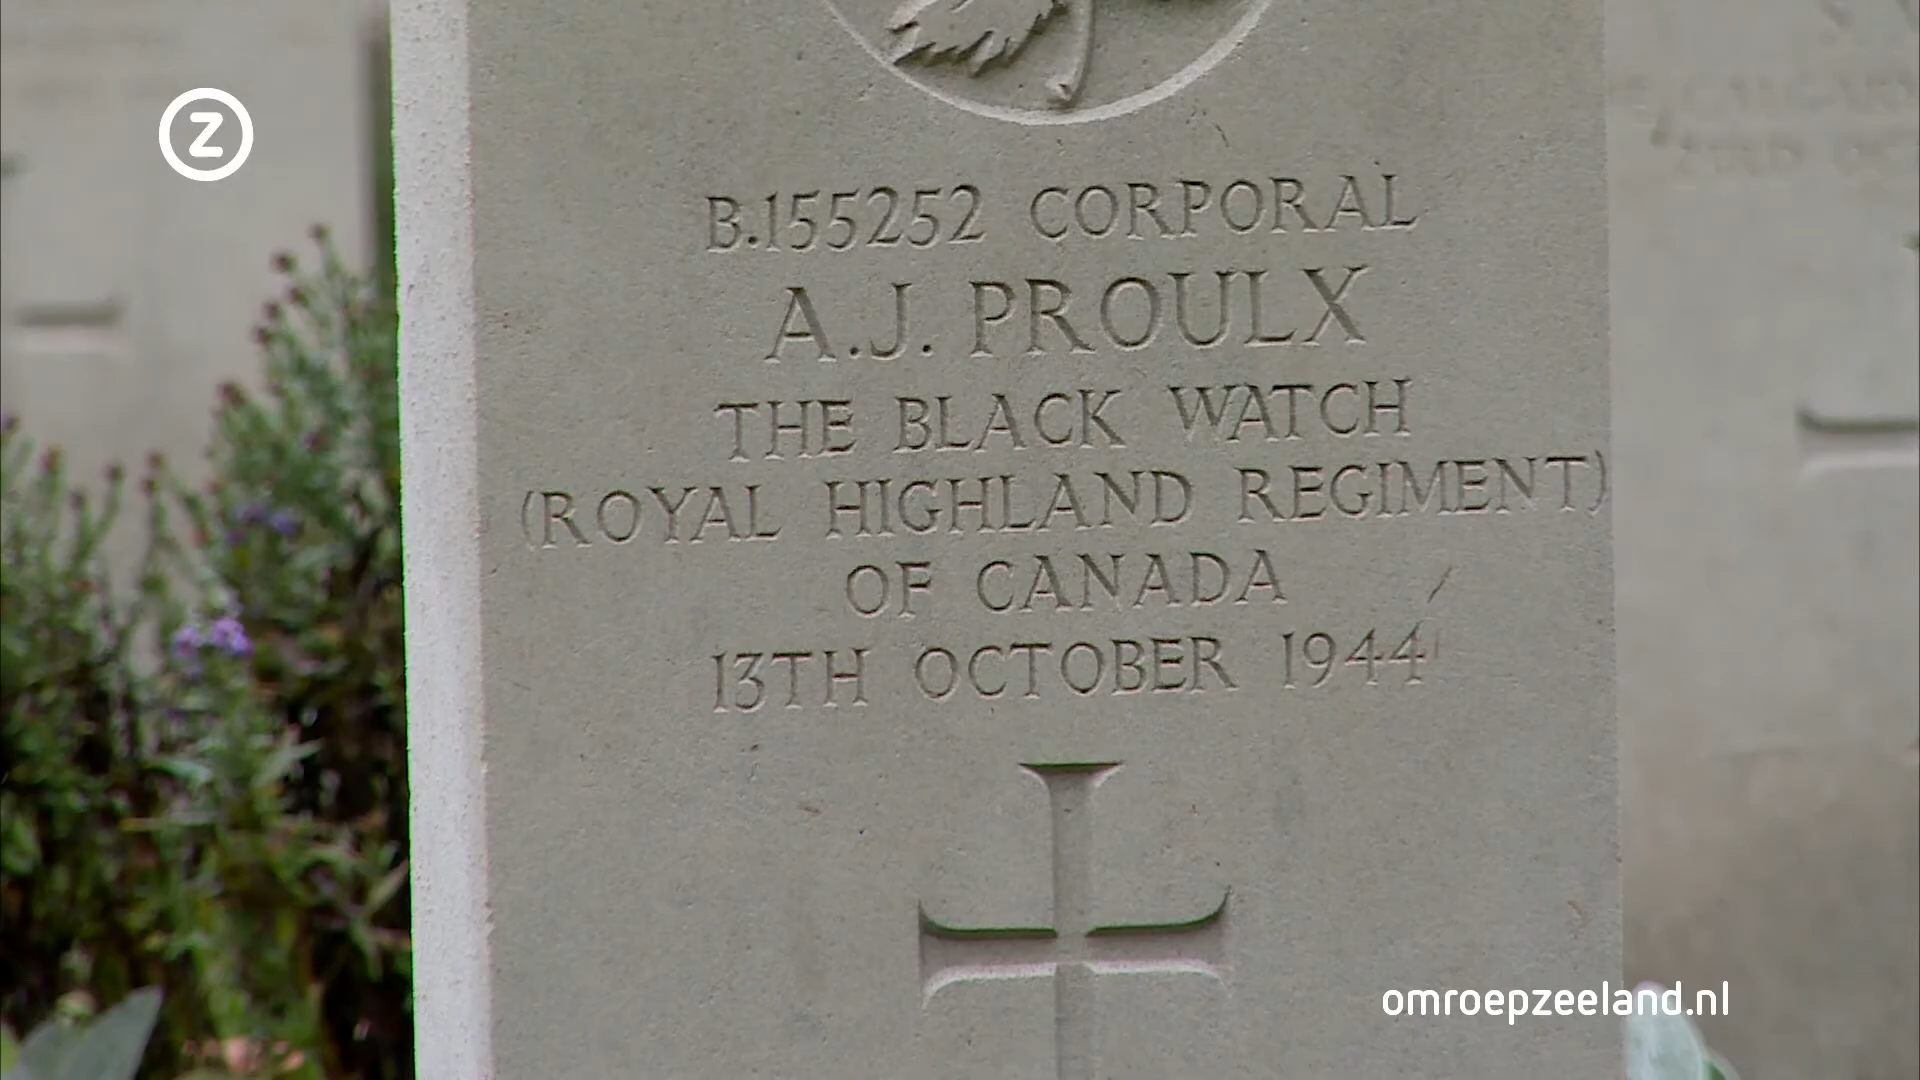 Z
B.155252 CORPORAL
A.J. PROULX
THE BLACK WATCH
(ROYAL HIGHLAND REGIMENT)
OF CANADA
13TH OCTOBER 1944
omroepzeeland.nl